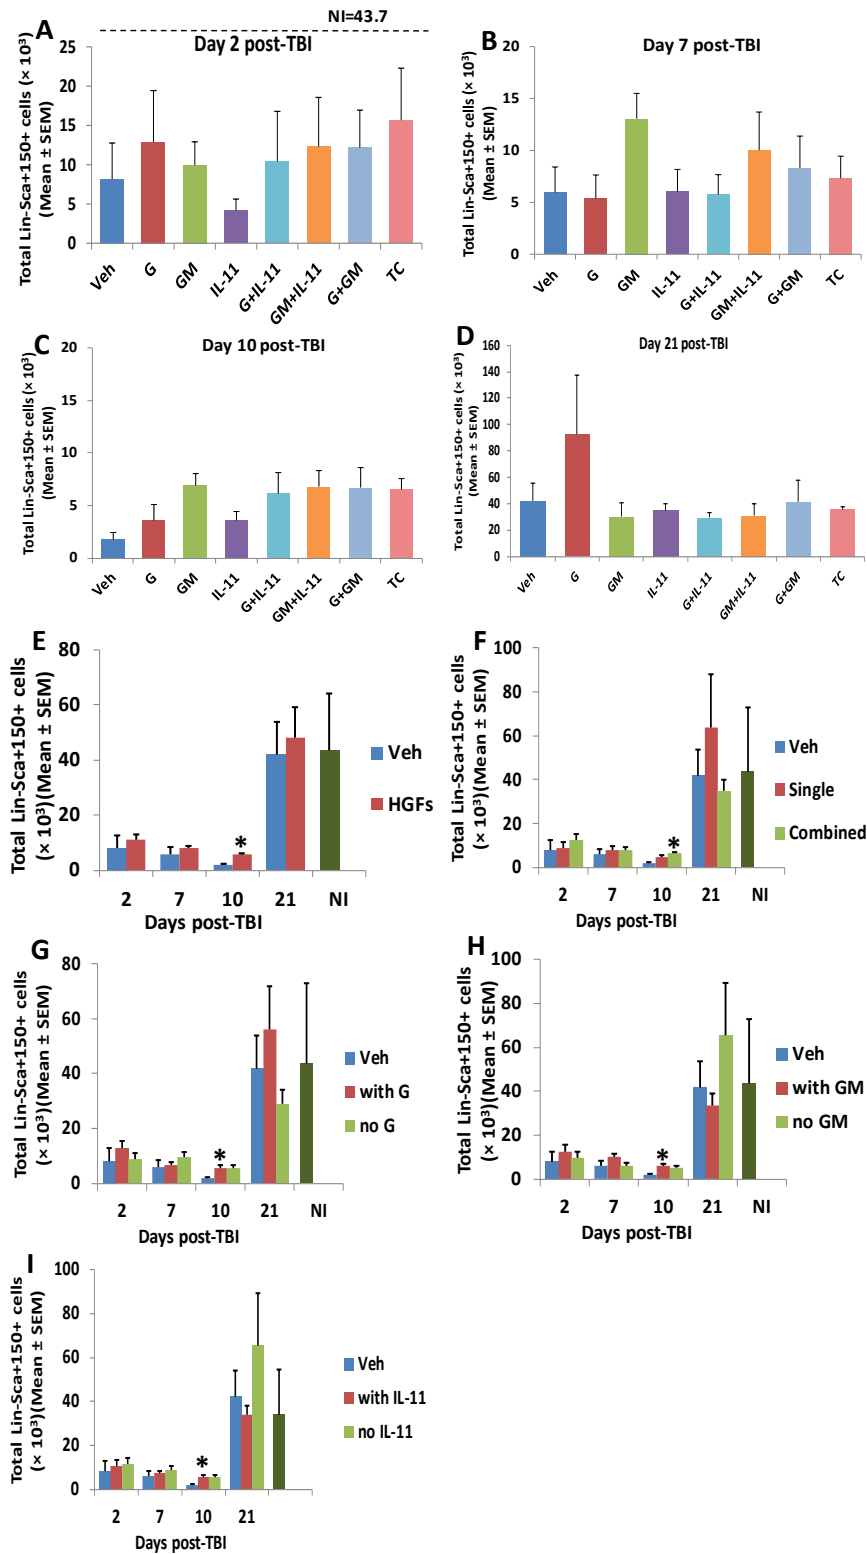 A
NI=43.7
Day 2 post-TBI
Total Lin-Sca+150+ cells (× 10³)
(Mean ± SEM)
25
20
15
10
5
0
Veh
G
GM
IL-11
G+IL-11
GM+IL-11
G+GM
TC
B
Day 7 post-TBI
Total Lin-Sca+150+ cells (× 10³)
(Mean ± SEM)
20
15
10
5
0
Veh
G
GM
IL-11
G+IL-11
GM+IL-11
G+GM
TC
C
Day 10 post-TBI
Total Lin-Sca+150+ cells (× 10³)
(Mean ± SEM)
20
15
10
5
0
Veh
G
GM
IL-11
G+IL-11
GM+IL-11
G+GM
TC
D
Day 21 post-TBI
Total Lin-Sca+150+ cells (× 10³)
(Mean ± SEM)
160
140
120
100
80
60
40
20
0
Veh
G
GM
IL-11
G+IL-11
GM+IL-11
G+GM
TC
E
Total Lin-Sca+150+ cells
(× 10³)(Mean ± SEM)
80
60
40
20
0
*
2 7 10 21 NI
Days post-TBI
Veh
HGFs
F
Total Lin-Sca+150+ cells
(× 10³)(Mean ± SEM)
100
80
60
40
20
0
*
2 7 10 21 NI
Days post-TBI
Veh
Single
Combined
G
Total Lin-Sca+150+ cells
(× 10³)(Mean ± SEM)
80
60
40
20
0
*
2 7 10 21 NI
Days post-TBI
Veh
with G
no G
H
Total Lin-Sca+150+ cells
(× 10³)(Mean ± SEM)
100
80
60
40
20
0
*
2 7 10 21 NI
Days post-TBI
Veh
with GM
no GM
I
Total Lin-Sca+150+ cells
(× 10³)(Mean ± SEM)
100
80
60
40
20
0
*
2 7 10 21
Days post-TBI
Veh
with IL-11
no IL-11